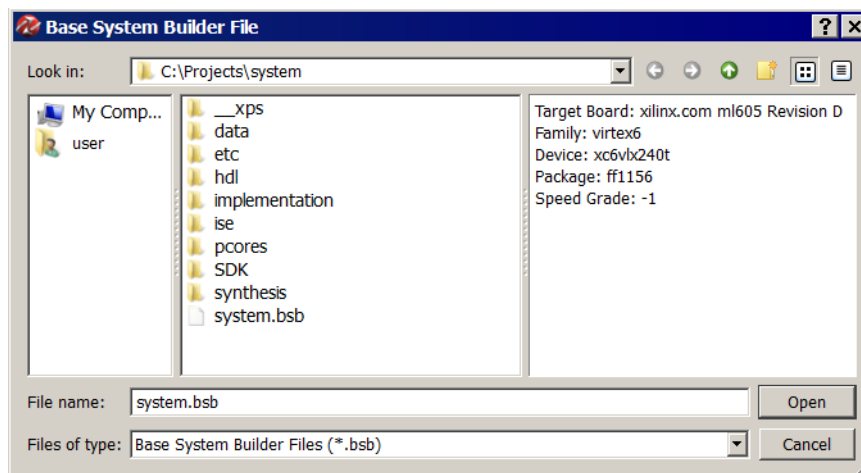 Base System Builder File
Look in: C:\Projects\system
My Comp...
user
__xps
data
etc
hdl
implementation
ise
pcores
SDK
synthesis
system.bsb
Target Board: xilinx.com ml605 Revision D
Family: virtex6
Device: xc6vlx240t
Package: ff1156
Speed Grade: -1
File name: system.bsb Open
Files of type: Base System Builder Files (*.bsb) Cancel